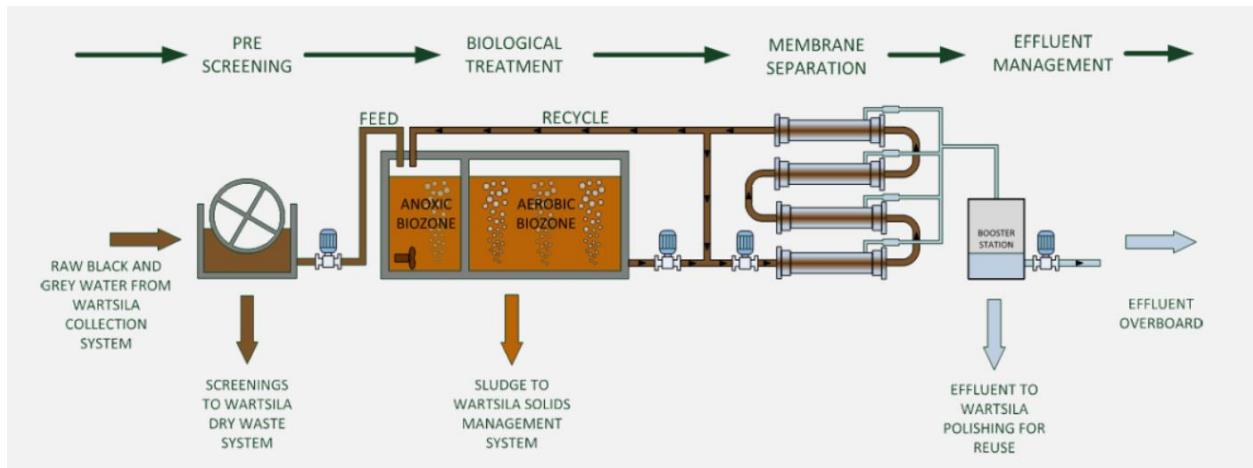 PRE
SCREENING
BIOLOGICAL
TREATMENT
MEMBRANE
SEPARATION
EFFLUENT
MANAGEMENT
FEED
RECYCLE
ANOXIC
BIOZONE
AEROBIC
BIOZONE
BOOSTER
STATION
RAW BLACK AND
GREY WATER FROM
WARTSILA
COLLECTION
SYSTEM
EFFLUENT
OVERBOARD
SCREENINGS
TO WARTSILA
DRY WASTE
SYSTEM
SLUDGE TO
WARTSILA SOLIDS
MANAGEMENT
SYSTEM
EFFLUENT TO
WARTSILA
POLISHING FOR
REUSE